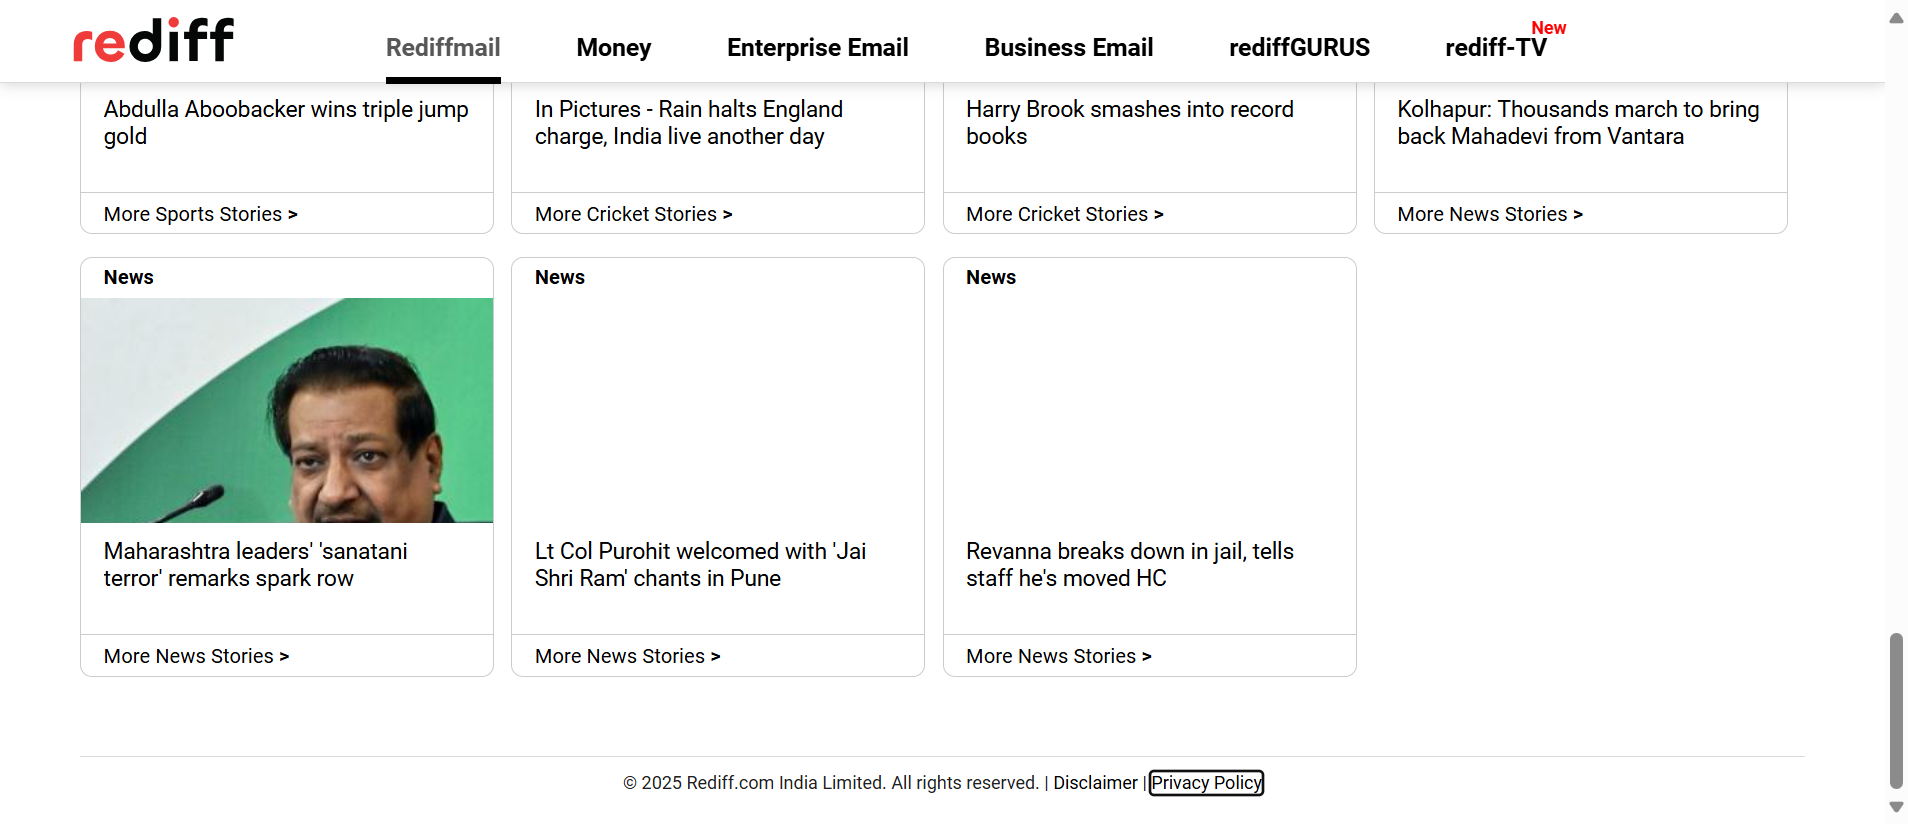 rediff
Rediffmail
Money
Enterprise Email
Business Email
rediffGURUS
rediff-TV
New
Abdulla Aboobacker wins triple jump
gold
More Sports Stories >
In Pictures - Rain halts England
charge, India live another day
More Cricket Stories >
Harry Brook smashes into record
books
More Cricket Stories >
Kolhapur: Thousands march to bring
back Mahadevi from Vantara
More News Stories >
News
Maharashtra leaders' 'sanatani
terror' remarks spark row
More News Stories >
News
Lt Col Purohit welcomed with 'Jai
Shri Ram' chants in Pune
More News Stories >
News
Revanna breaks down in jail, tells
staff he's moved HC
More News Stories >
© 2025 Rediff.com India Limited. All rights reserved. | Disclaimer | Privacy Policy